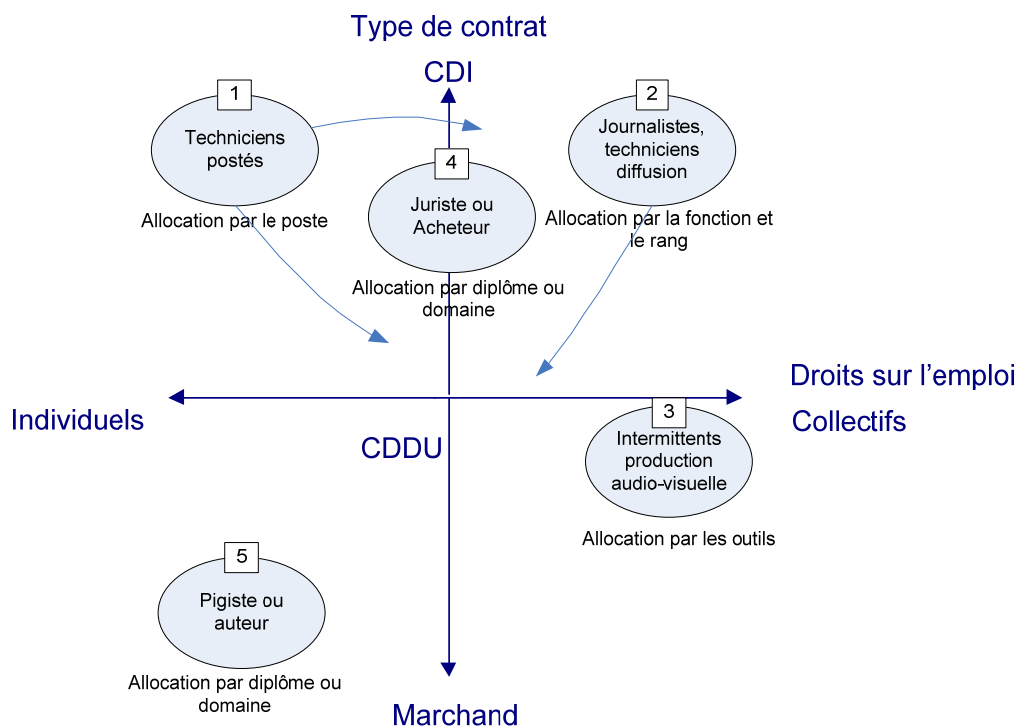 Type de contrat
CDI
1
Techniciens
postés
Allocation par le poste
4
Juriste ou
Acheteur
Allocation par diplôme ou
domaine
2
Journalistes,
techniciens
diffusion
Allocation par la fonction et
le rang
Droits sur l'emploi
Individuels
Collectifs
CDDU
3
Intermittents
production
audio-visuelle
Allocation par les outils
5
Pigiste ou
auteur
Allocation par diplôme ou
domaine
Marchand